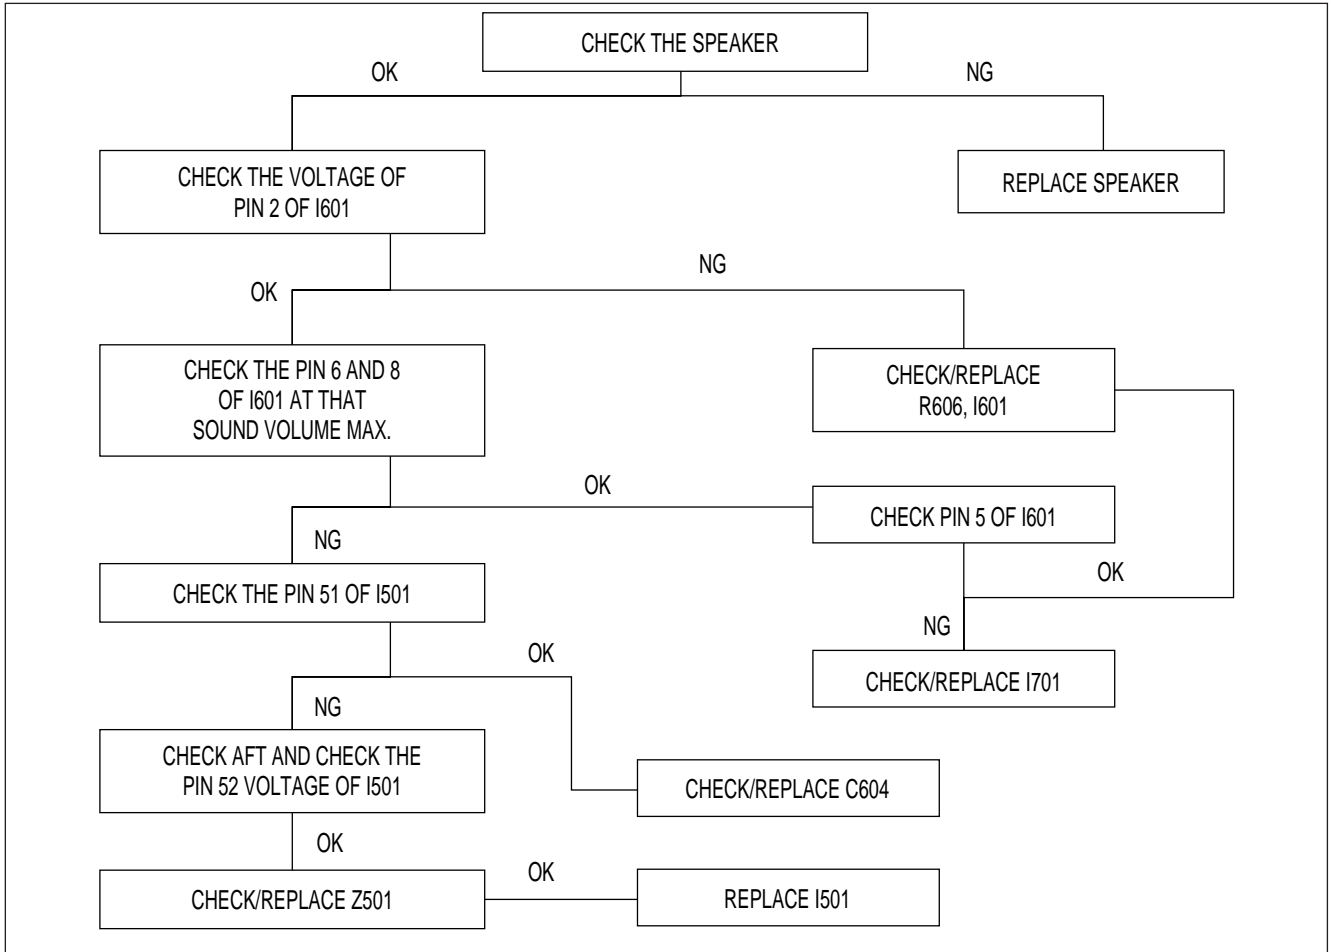 CHECK THE SPEAKER
OK
NG
CHECK THE VOLTAGE OF
PIN 2 OF I601
REPLACE SPEAKER
NG
OK
CHECK THE PIN 6 AND 8
OF I601 AT THAT
SOUND VOLUME MAX.
CHECK/REPLACE
R606, I601
OK
CHECK PIN 5 OF I601
NG
OK
CHECK THE PIN 51 OF I501
NG
OK
CHECK/REPLACE I701
NG
CHECK AFT AND CHECK THE
PIN 52 VOLTAGE OF I501
CHECK/REPLACE C604
OK
OK
CHECK/REPLACE Z501
REPLACE I501